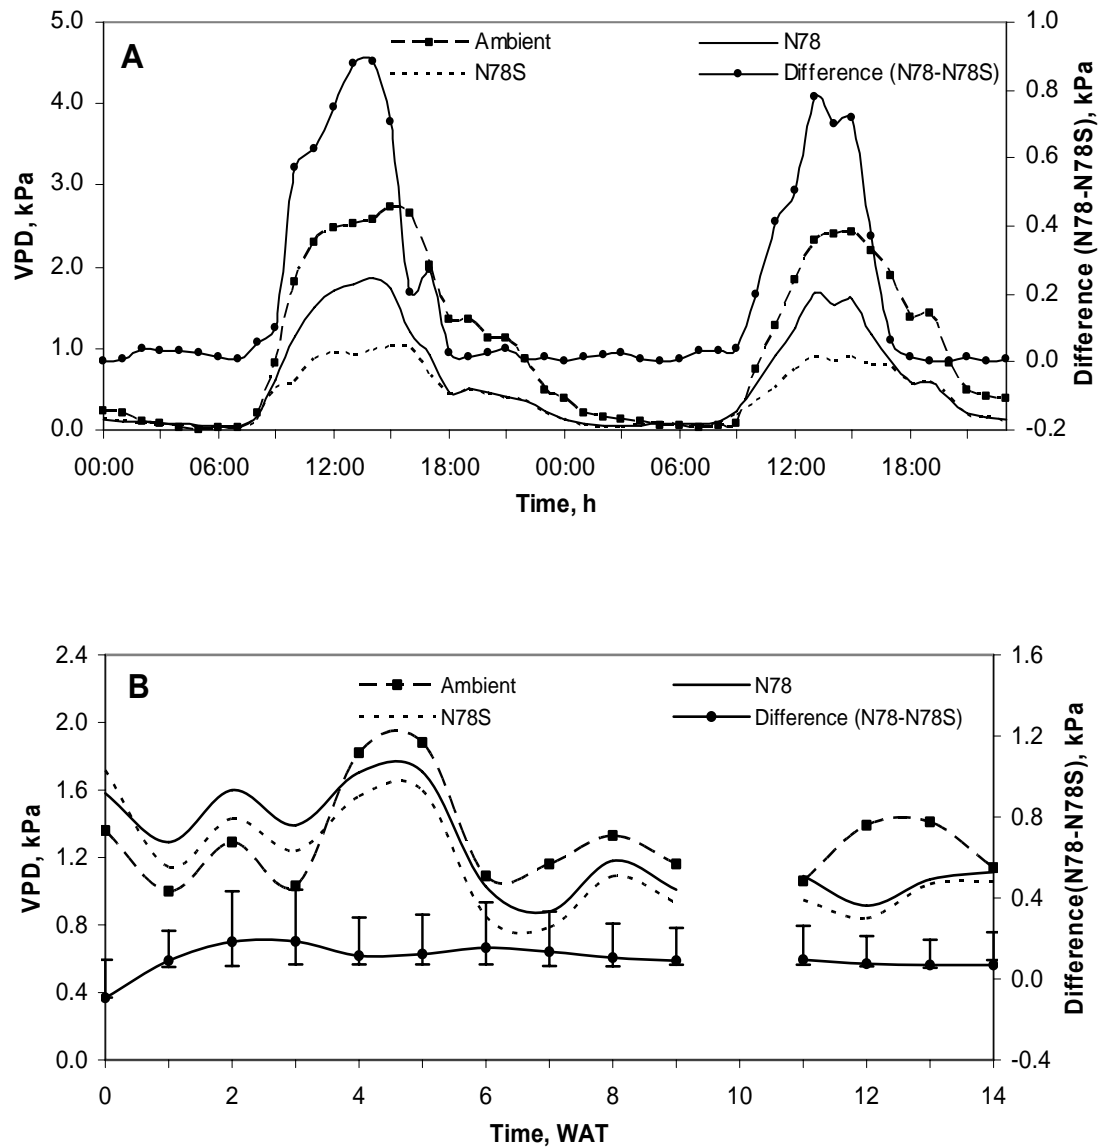 A
Ambient N78
N78S Difference (N78-N78S)
5.0
4.0
3.0
2.0
1.0
0.0
VPD, kPa
1.0
0.8
0.6
0.4
0.2
0.0
-0.2
Difference (N78-N78S), kPa
00:00 06:00 12:00 18:00 00:00 06:00 12:00 18:00
Time, h
B
Ambient N78
N78S Difference (N78-N78S)
2.4
2.0
1.6
1.2
0.8
0.4
0.0
VPD, kPa
1.6
1.2
0.8
0.4
0.0
-0.4
Difference(N78-N78S), kPa
0 2 4 6 8 10 12 14
Time, WAT